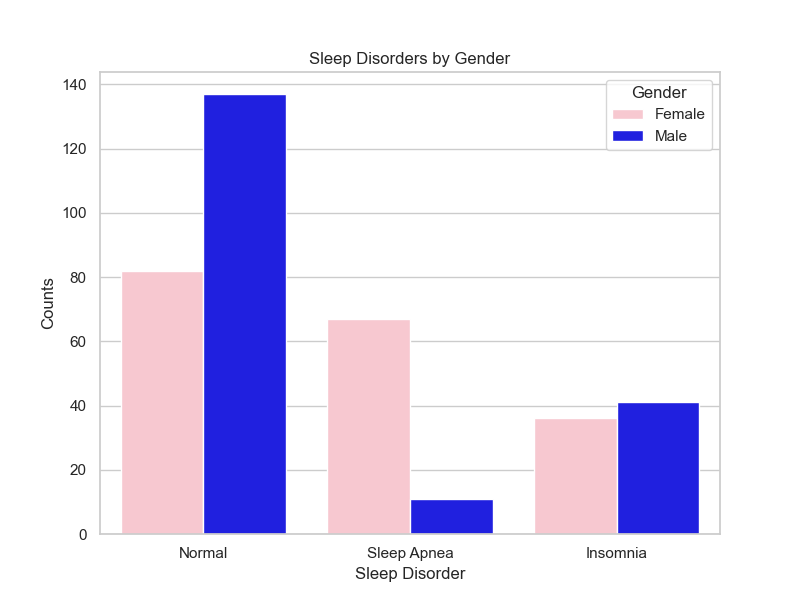 Sleep Disorders by Gender
Gender
Female
Male
140
120
100
80
60
40
20
0
Counts
Normal
Sleep Apnea
Insomnia
Sleep Disorder